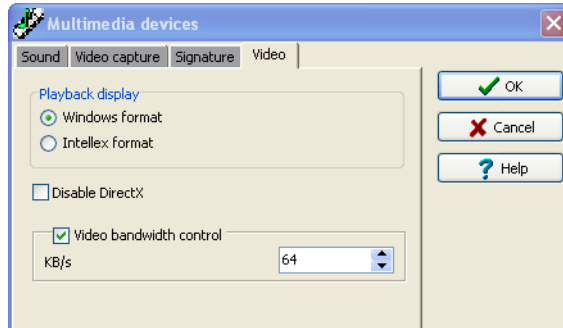 Multimedia devices
Sound Video capture Signature Video
Playback display
Windows format
Intellex format
Disable DirectX
Video bandwidth control
KB/s 64
OK
Cancel
Help